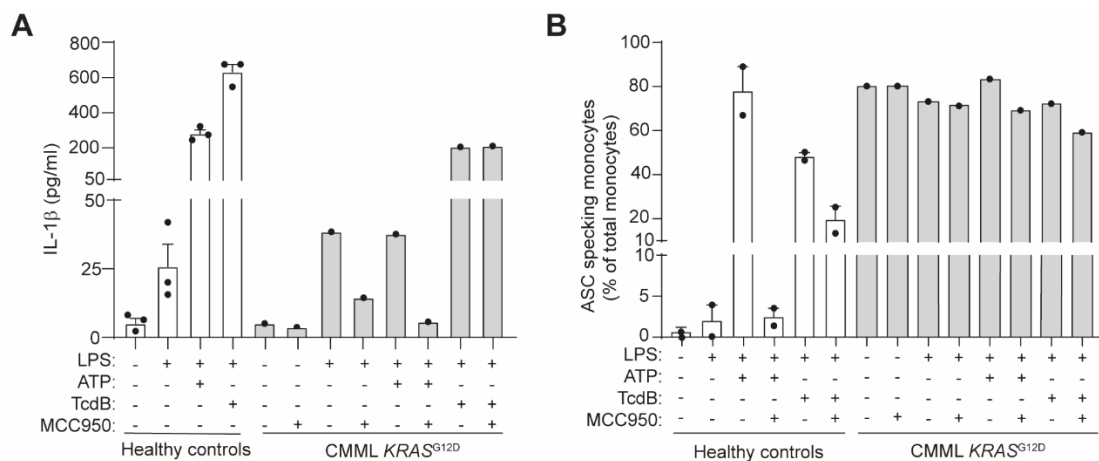 A
IL-1β (pg/ml)
800
600
400
200
50
50
25
0
LPS: - + + + - - + + + + + +
ATP: - - + - - - - - + + - -
TcdB: - - - + - - - - - - + +
MCC950: - - - - - + - + - + - +
Healthy controls CMML KRASG12D
B
ASC specking monocytes
(% of total monocytes)
100
80
60
40
20
10
10
5
0
LPS: - + + + + + - - + + + + + +
ATP: - - + + - - - - - - + + - -
TcdB: - - - - + + - - - - - - + +
MCC950: - - - + - + - + - + - + - +
Healthy controls CMML KRASG12D